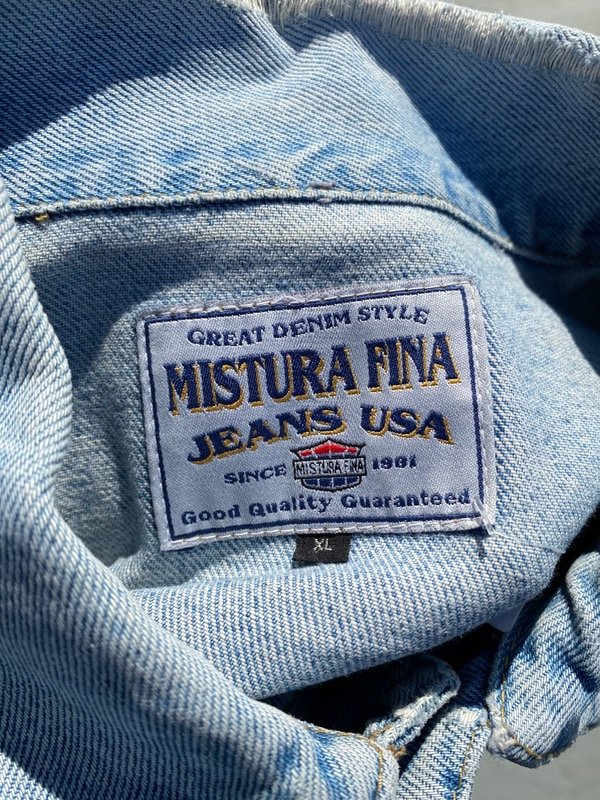 GREAT DENIM STYLE
MISTURA FINA
JEANS USA
SINCE MISTURA FINA 1981
Good Quality Guaranteed
XL